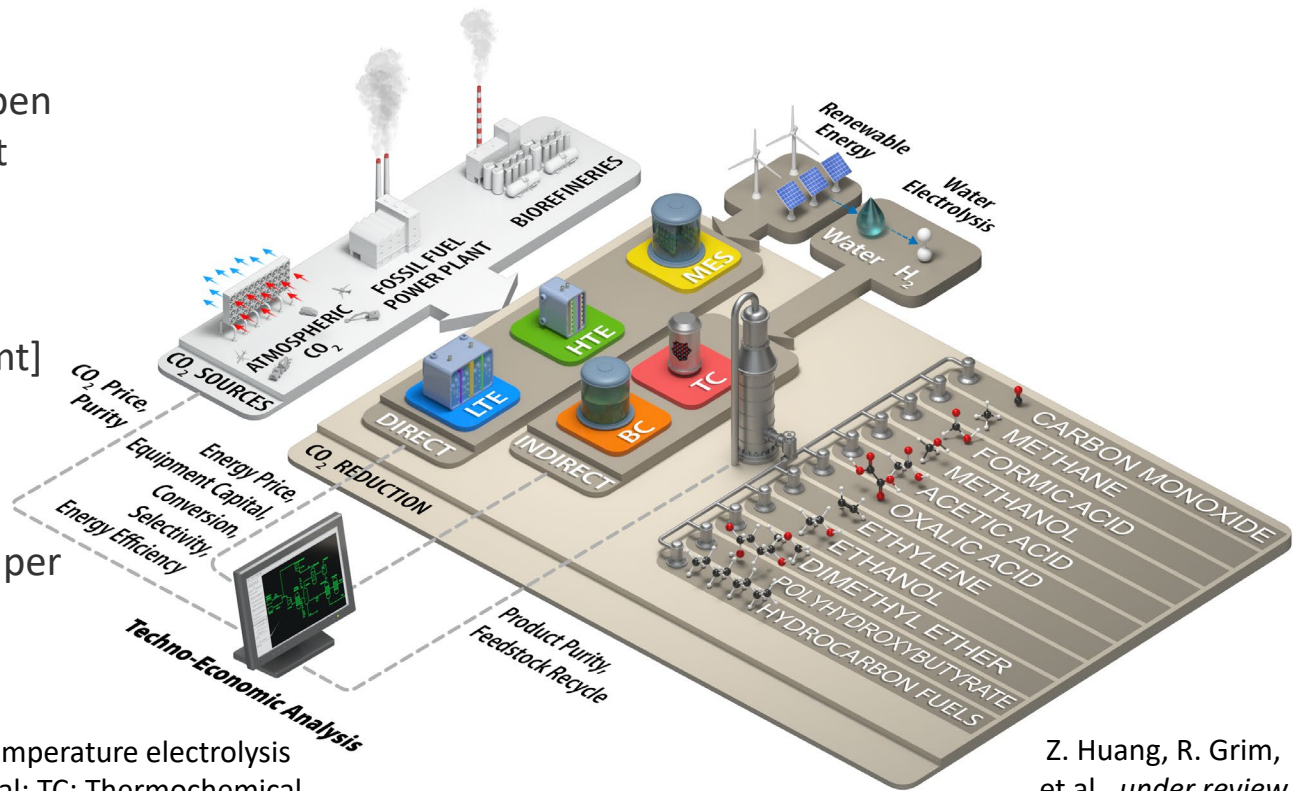 pen
t
nt]
per
Renewable
Energy
Water
Electrolysis
Water
H2
BIOREFINERIES
FOSSIL FUEL
POWER PLANT
ATMOSPHERIC
CO2
CO2 SOURCES
MES
HTE
LTE
TC
BC
DIRECT
INDIRECT
CO2 REDUCTION
CO2 Price,
Purity
Energy Price,
Equipment Capital,
Conversion,
Selectivity,
Energy Efficiency
CARBON MONOXIDE
METHANE
FORMIC ACID
METHANOL
ACETIC ACID
OXALIC ACID
ETHYLENE
ETHANOL
DIMETHYL ETHER
POLYHYDROXYBUTYRATE
HYDROCARBON FUELS
Product Purity,
Feedstock Recycle
Techno-Economic Analysis
mperature electrolysis
al; TC: Thermochemical
Z. Huang, R. Grim,
et al., under review